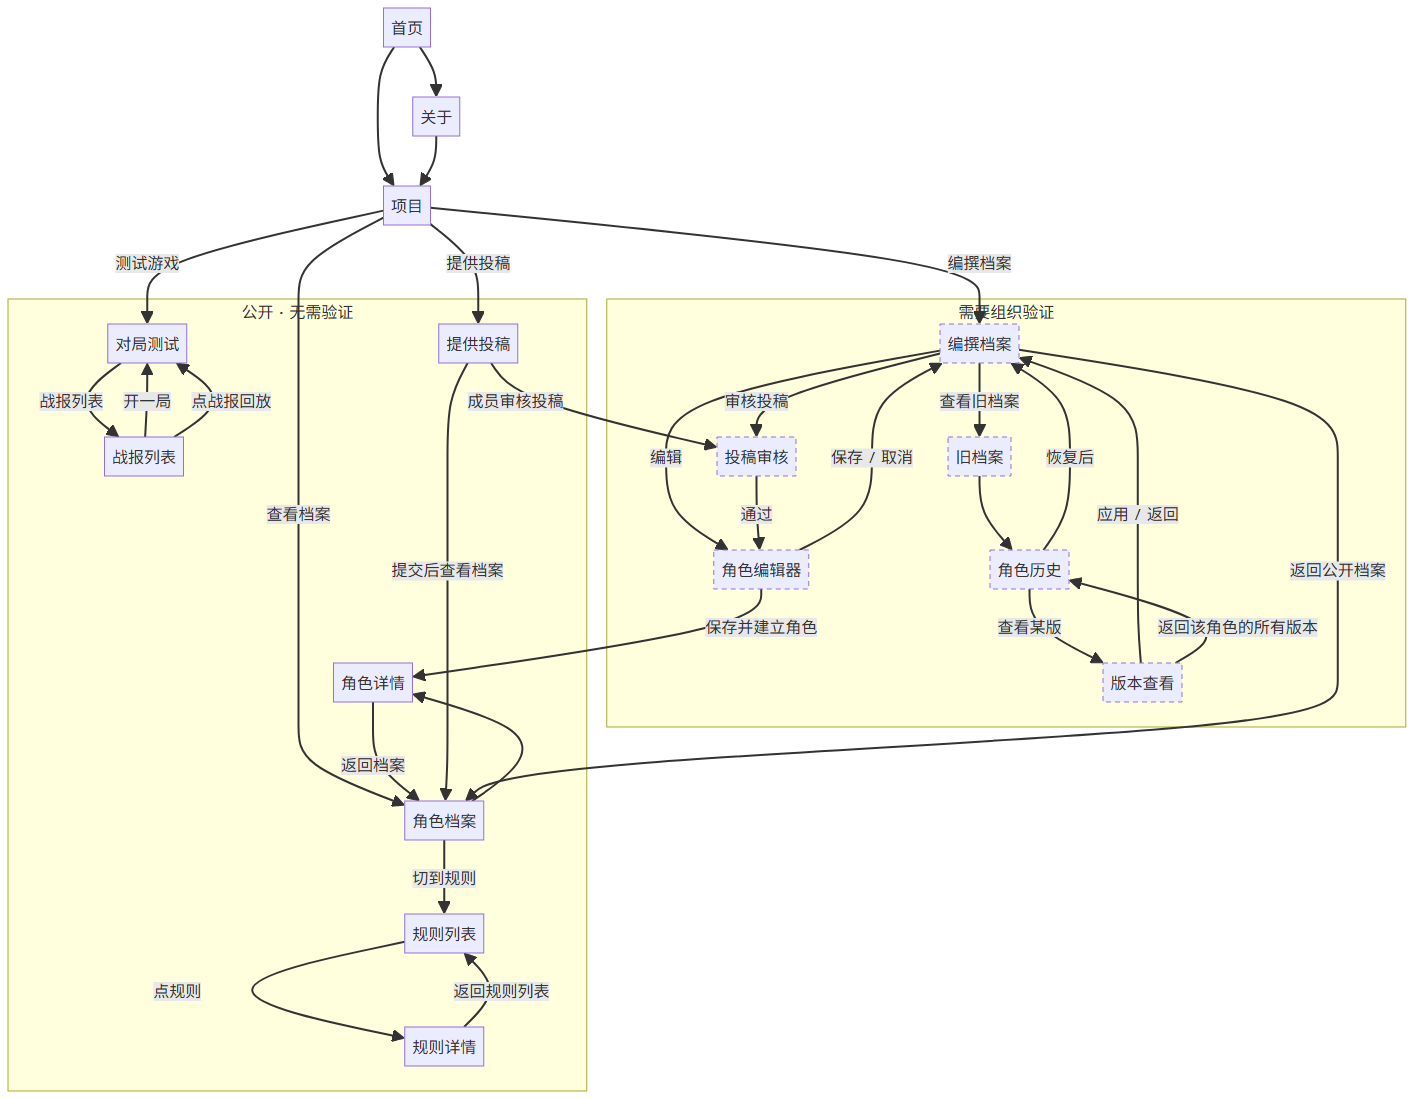 首页
关于
项目
测试游戏
提供投稿
编撰档案
公开 · 无需验证
需要组织验证
对局测试
提供投稿
编撰档案
战报列表
开一局
点战报回放
成员审核投稿
审核投稿
查看旧档案
战报列表
编辑
投稿审核
保存 / 取消
旧档案
恢复后
查看档案
通过
应用 / 返回
提交后查看档案
角色编辑器
角色历史
返回公开档案
保存并建立角色
查看某版
返回该角色的所有版本
角色详情
版本查看
返回档案
角色档案
切到规则
规则列表
点规则
返回规则列表
规则详情